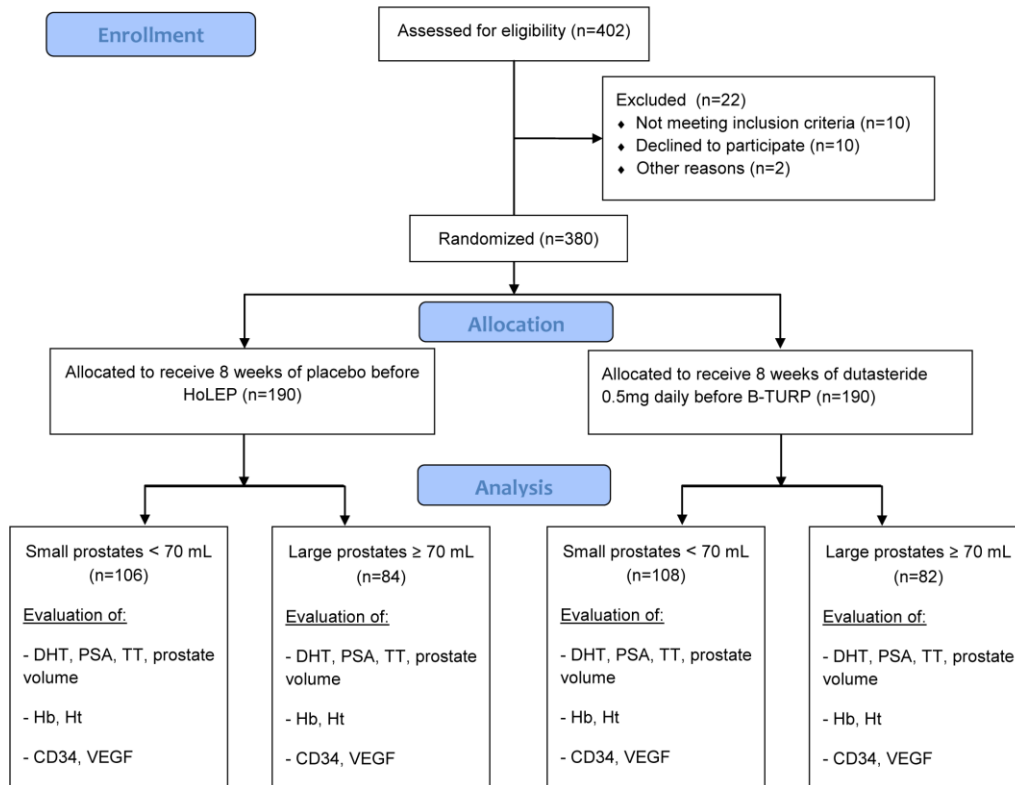 Enrollment
Assessed for eligibility (n=402)
Excluded (n=22)
♦ Not meeting inclusion criteria (n=10)
♦ Declined to participate (n=10)
♦ Other reasons (n=2)
Randomized (n=380)
Allocation
Allocated to receive 8 weeks of placebo before
HoLEP (n=190)
Allocated to receive 8 weeks of dutasteride
0.5mg daily before B-TURP (n=190)
Analysis
Small prostates < 70 mL
(n=106)
Evaluation of:
- DHT, PSA, TT, prostate
volume
- Hb, Ht
- CD34, VEGF
Large prostates ≥ 70 mL
(n=84)
Evaluation of:
- DHT, PSA, TT, prostate
volume
- Hb, Ht
- CD34, VEGF
Small prostates < 70 mL
(n=108)
Evaluation of:
- DHT, PSA, TT, prostate
volume
- Hb, Ht
- CD34, VEGF
Large prostates ≥ 70 mL
(n=82)
Evaluation of:
- DHT, PSA, TT, prostate
volume
- Hb, Ht
- CD34, VEGF